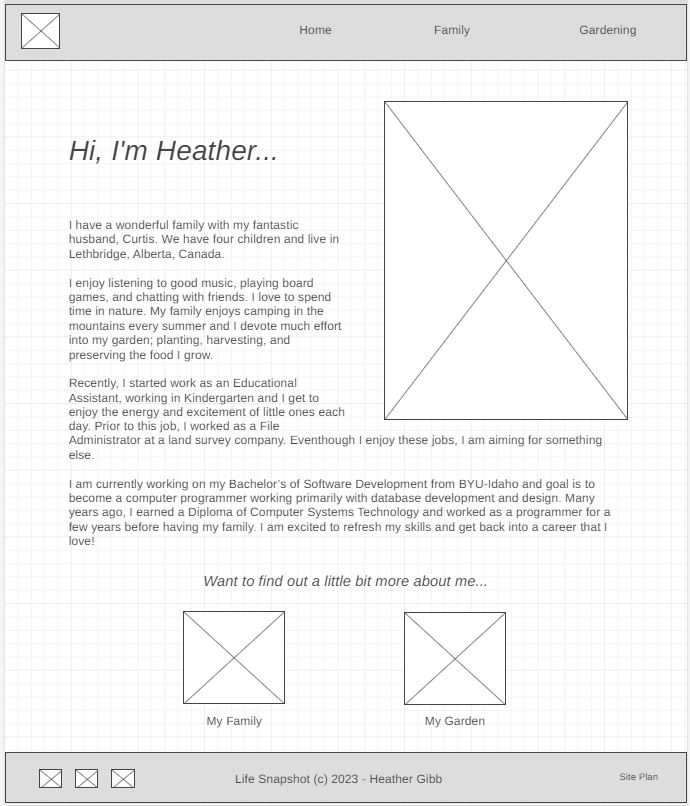 Home Family Gardening
Hi, I'm Heather...
I have a wonderful family with my fantastic
husband, Curtis. We have four children and live in
Lethbridge, Alberta, Canada.
I enjoy listening to good music, playing board
games, and chatting with friends. I love to spend
time in nature. My family enjoys camping in the
mountains every summer and I devote much effort
into my garden; planting, harvesting, and
preserving the food I grow.
Recently, I started work as an Educational
Assistant, working in Kindergarten and I get to
enjoy the energy and excitement of little ones each
day. Prior to this job, I worked as a File
Administrator at a land survey company. Eventhough I enjoy these jobs, I am aiming for something
else.
I am currently working on my Bachelor's of Software Development from BYU-Idaho and goal is to
become a computer programmer working primarily with database development and design. Many
years ago, I earned a Diploma of Computer Systems Technology and worked as a programmer for a
few years before having my family. I am excited to refresh my skills and get back into a career that I
love!
Want to find out a little bit more about me...
My Family My Garden
Life Snapshot (c) 2023 - Heather Gibb Site Plan